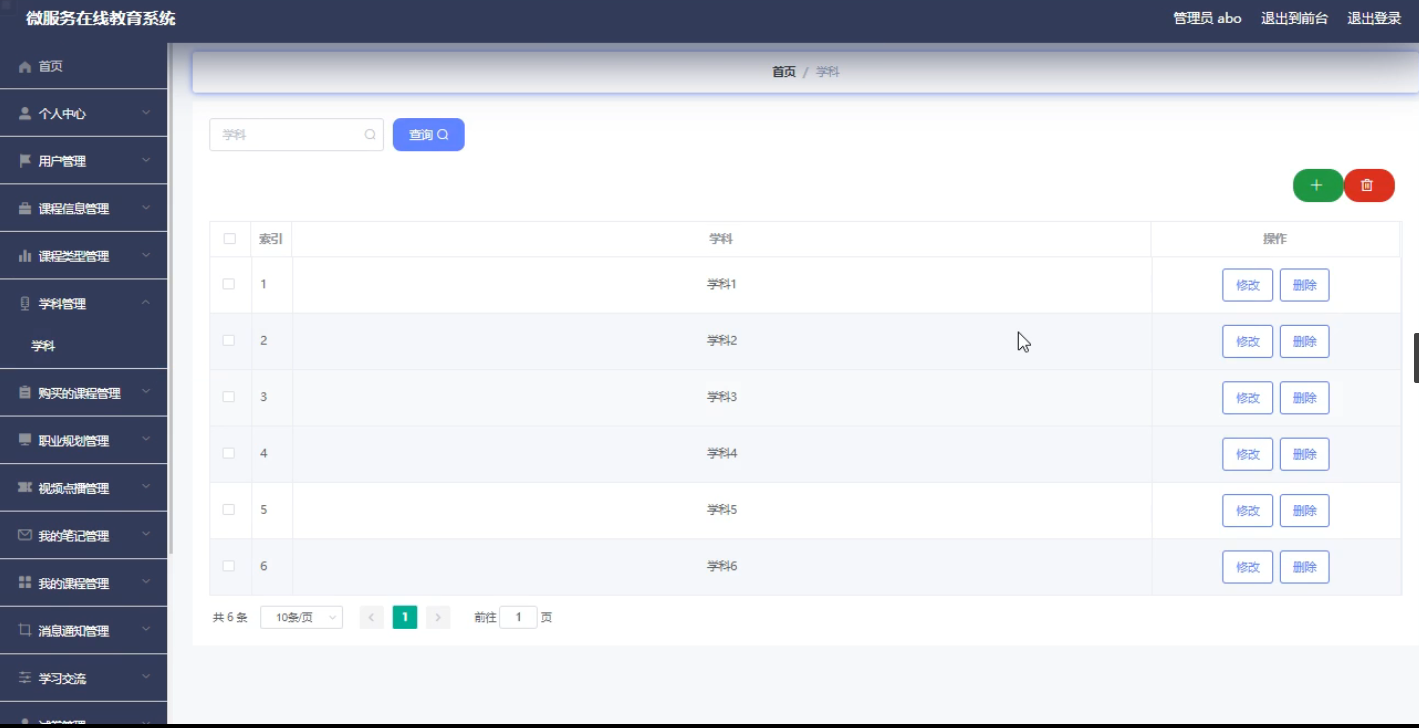 微服务在线教育系统
管理员 abo 退出到前台 退出登录
首页
个人中心
用户管理
课程信息管理
课程类型管理
学科管理
学科
购买的课程管理
职业规划管理
视频点播管理
我的笔记管理
我的课程管理
消息通知管理
学习交流
首页 / 学科
学科
查询
索引 学科 操作
1 学科1 修改 删除
2 学科2 修改 删除
3 学科3 修改 删除
4 学科4 修改 删除
5 学科5 修改 删除
6 学科6 修改 删除
共 6 条 10条/页 1 前往 1 页